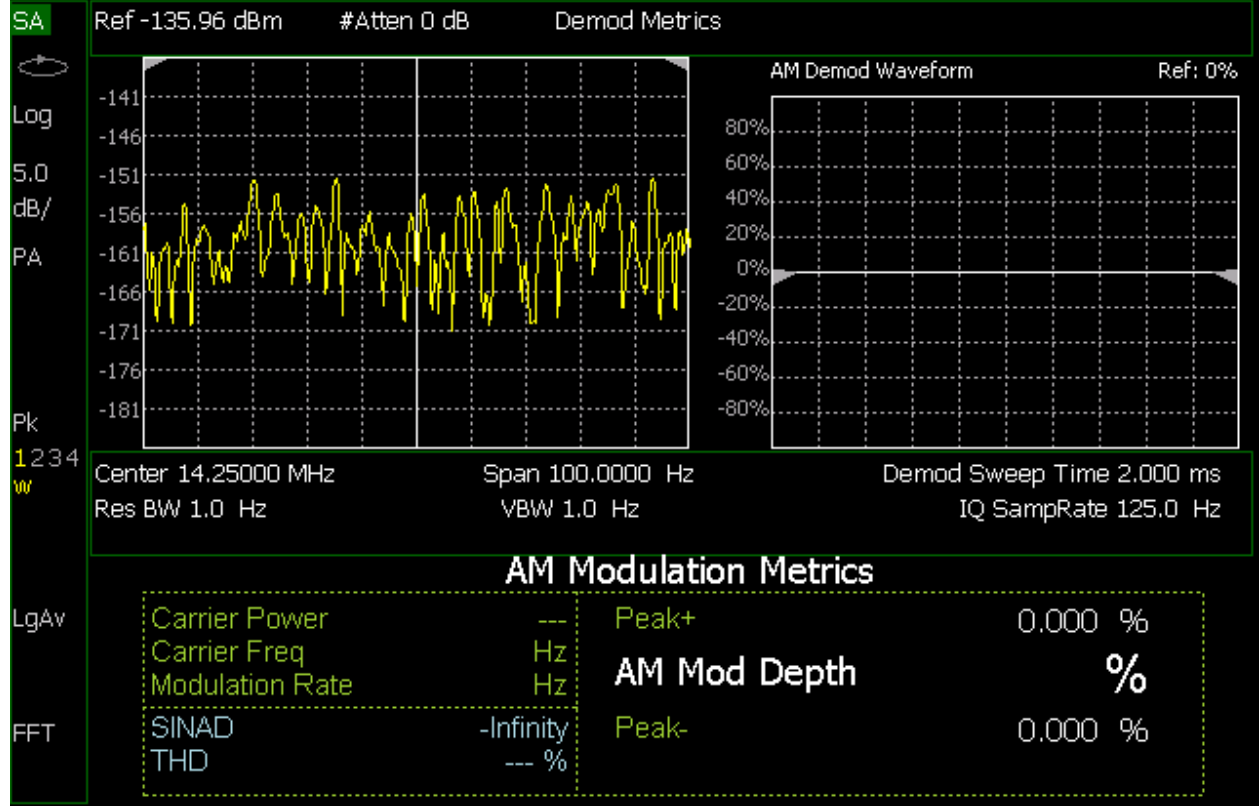 SA
Ref -135.96 dBm #Atten 0 dB Demod Metrics
Log
5.0
dB/
PA
Pk
1234
W
LgAv
FFT
-141
-146
-151
-156
-161
-166
-171
-176
-181
AM Demod Waveform Ref: 0%
80%
60%
40%
20%
0%
-20%
-40%
-60%
-80%
Center 14.25000 MHz Span 100.0000 Hz Demod Sweep Time 2.000 ms
Res BW 1.0 Hz VBW 1.0 Hz IQ SampRate 125.0 Hz
AM Modulation Metrics
Carrier Power ---
Carrier Freq Hz
Modulation Rate Hz
SINAD -Infinity
THD --- %
Peak+ 0.000 %
AM Mod Depth %
Peak- 0.000 %